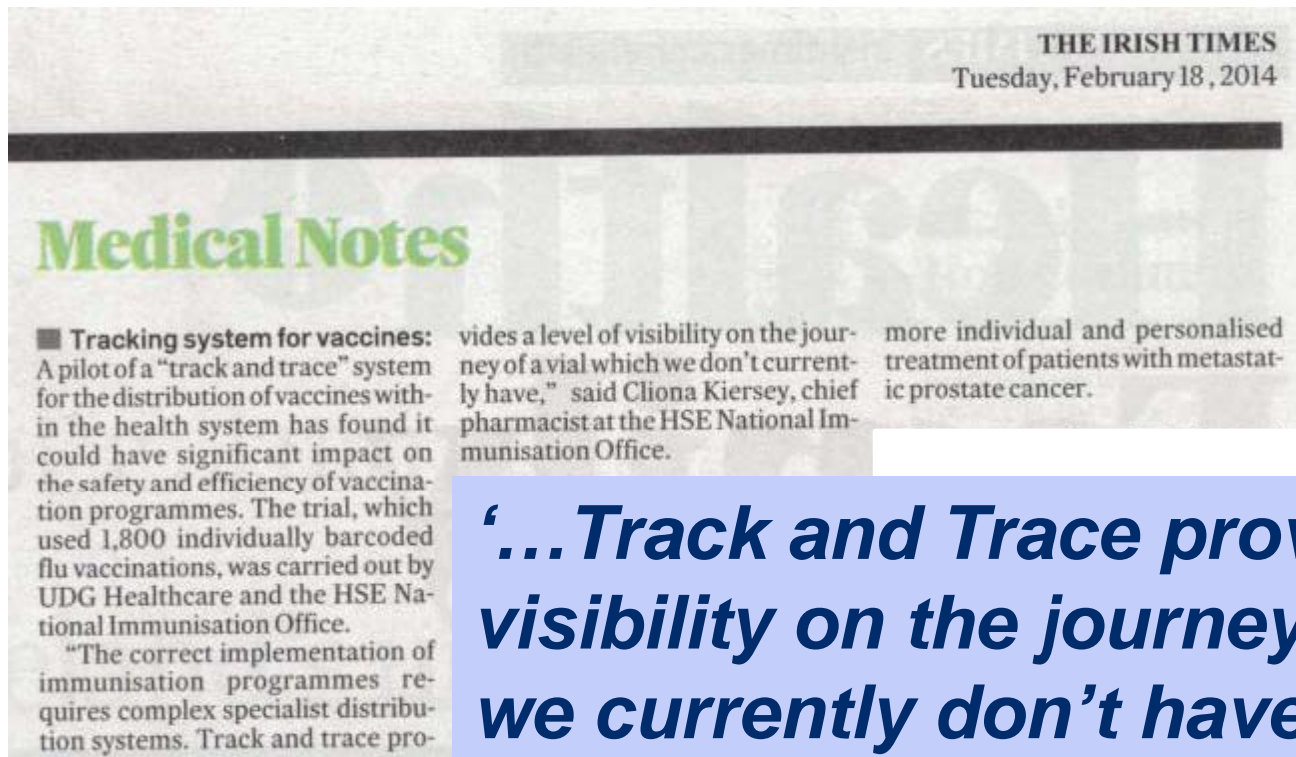 THE IRISH TIMES
Tuesday, February 18, 2014
Health
Medical Notes
■ Tracking system for vaccines:
A pilot of a “track and trace” system
for the distribution of vaccines with-
in the health system has found it
could have significant impact on
the safety and efficiency of vaccina-
tion programmes. The trial, which
used 1,800 individually barcoded
flu vaccinations, was carried out by
UDG Healthcare and the HSE Na-
tional Immunisation Office.
“The correct implementation of
immunisation programmes re-
quires complex specialist distribu-
tion systems. Track and trace pro-
vides a level of visibility on the jour-
ney of a vial which we don't current-
ly have,” said Cliona Kiersey, chief
pharmacist at the HSE National Im-
munisation Office.
more individual and personalised
treatment of patients with metastat-
ic prostate cancer.
‘…Track and Trace prov
visibility on the journey
we currently don’t have